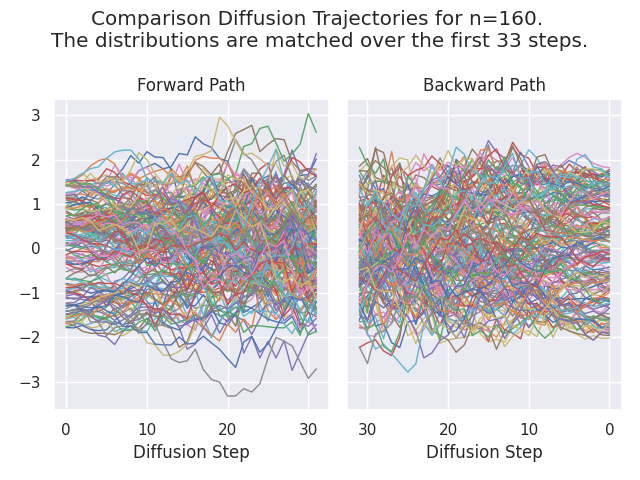 Comparison Diffusion Trajectories for n=160.
The distributions are matched over the first 33 steps.
Forward Path
Backward Path
3
2
1
0
−1
−2
−3
0 10 20 30
30 20 10 0
Diffusion Step
Diffusion Step